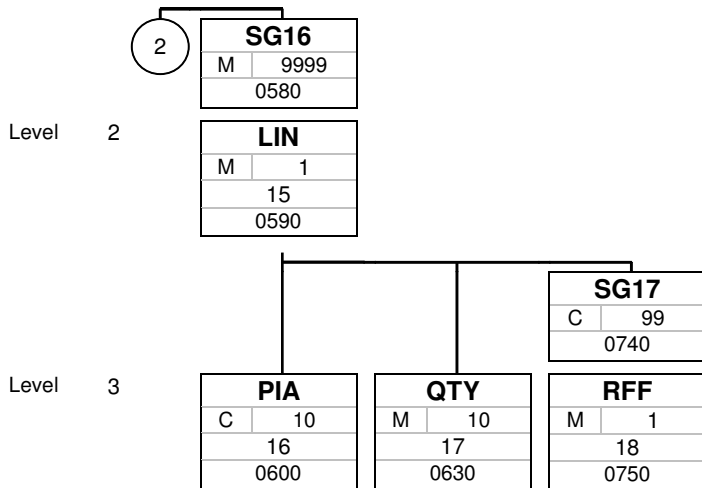 2
SG16
M 9999
0580
Level 2
LIN
M 1
15
0590
SG17
C 99
0740
Level 3
PIA
C 10
16
0600
QTY
M 10
17
0630
RFF
M 1
18
0750